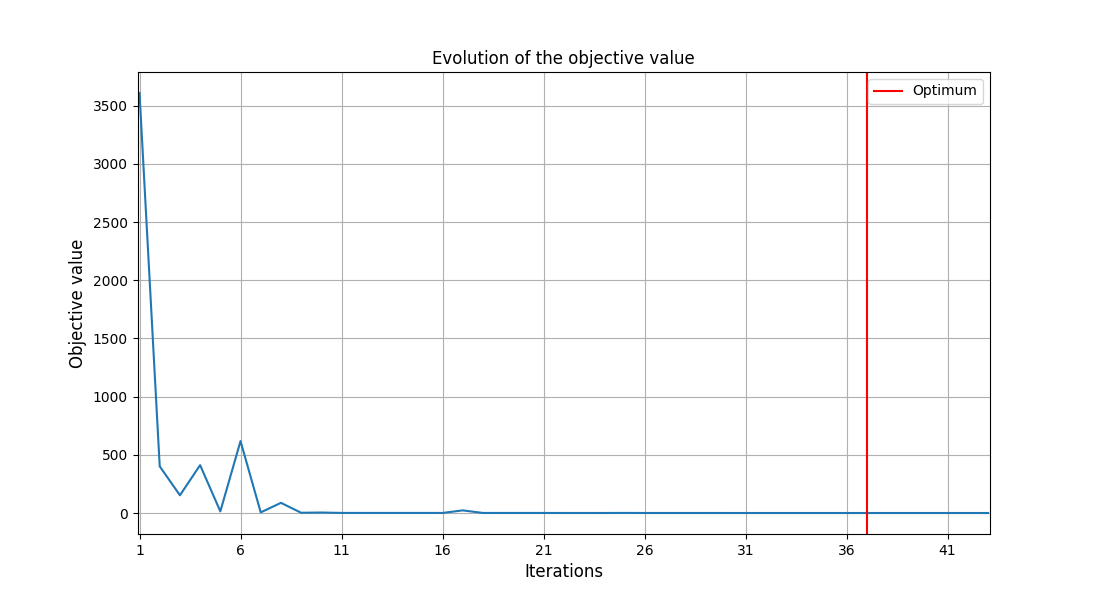 Evolution of the objective value
Optimum
Objective value
3500
3000
2500
2000
1500
1000
500
0
1 6 11 16 21 26 31 36 41
Iterations